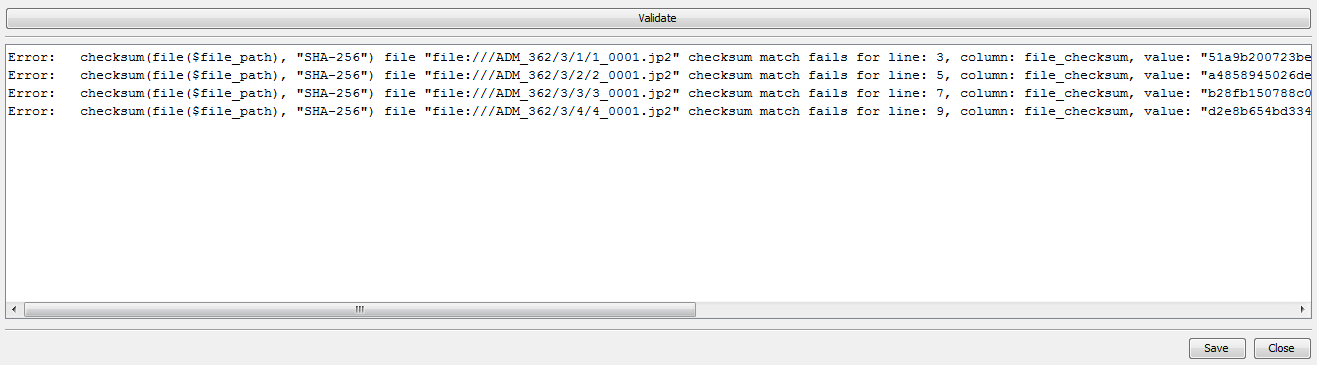 Validate
Error:   checksum(file($file_path), "SHA-256") file "file:///ADM_362/3/1/1_0001.jp2" checksum match fails for line: 3, column: file_checksum, value: "51a9b200723be
Error:   checksum(file($file_path), "SHA-256") file "file:///ADM_362/3/2/2_0001.jp2" checksum match fails for line: 5, column: file_checksum, value: "a4858945026de
Error:   checksum(file($file_path), "SHA-256") file "file:///ADM_362/3/3/3_0001.jp2" checksum match fails for line: 7, column: file_checksum, value: "b28fb150788c0
Error:   checksum(file($file_path), "SHA-256") file "file:///ADM_362/3/4/4_0001.jp2" checksum match fails for line: 9, column: file_checksum, value: "d2e8b654bd334
Save Close